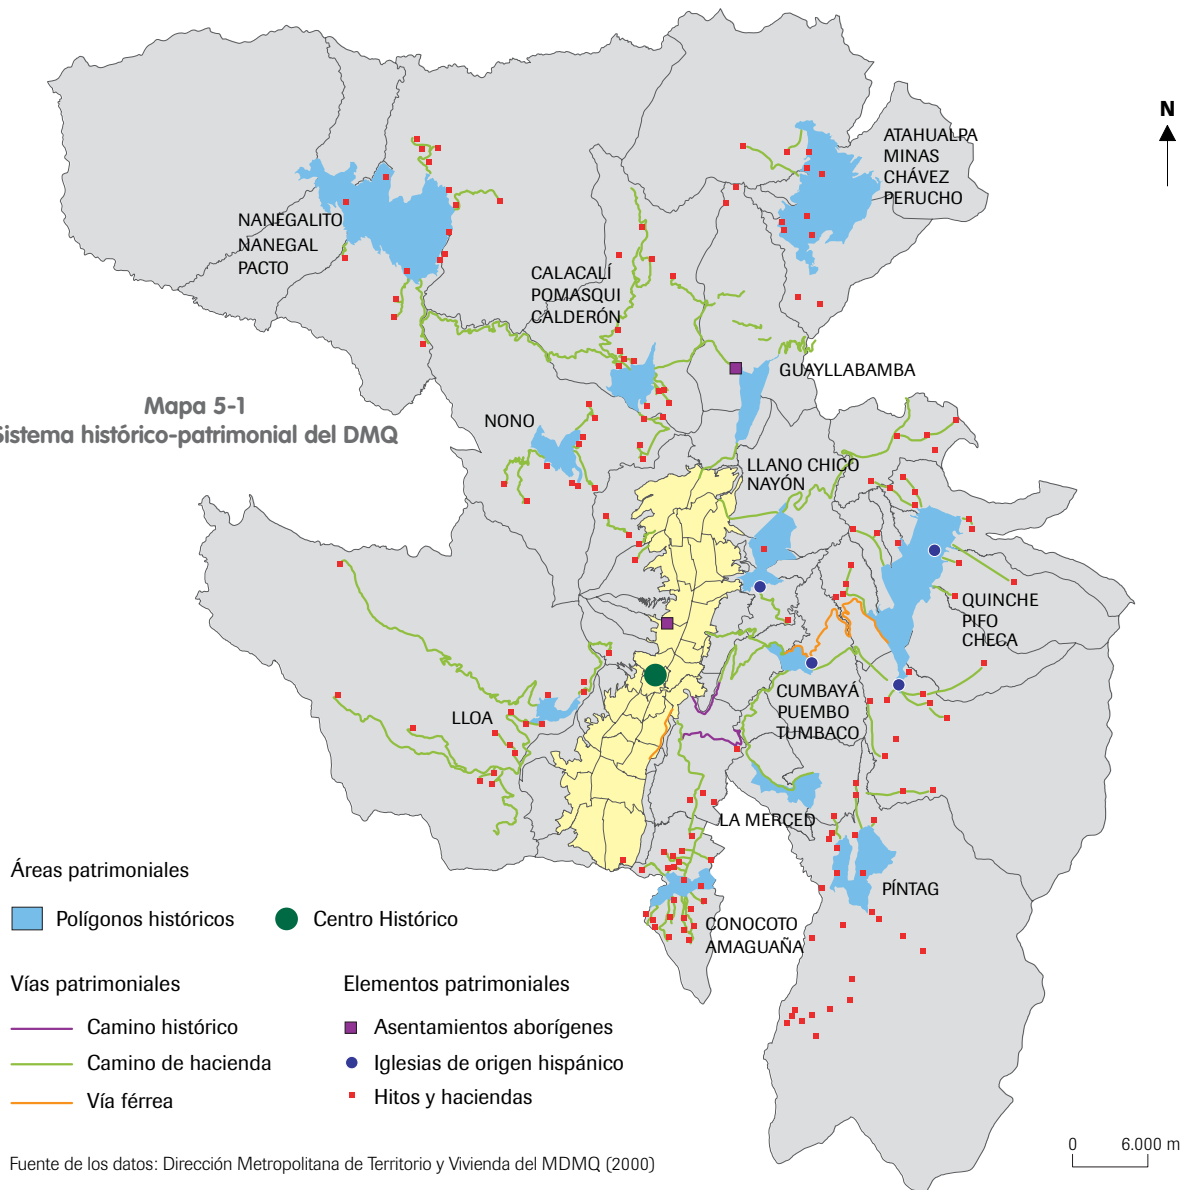 N
ATAHUALPA
MINAS
CHÁVEZ
PERUCHO
NANEGALITO
NANEGAL
PACTO
CALACALÍ
POMASQUI
CALDERÓN
GUAYLLABAMBA
Mapa 5-1
Sistema histórico-patrimonial del DMQ
NONO
LLANO CHICO
NAYÓN
QUINCHE
PIFO
CHECA
CUMBAYÁ
PUEMBO
TUMBACO
LLOA
LA MERCED
PÍNTAG
CONOCOTO
AMAGUAÑA
Áreas patrimoniales
Polígonos históricos
Centro Histórico
Vías patrimoniales
Camino histórico
Camino de hacienda
Vía férrea
Elementos patrimoniales
Asentamientos aborígenes
Iglesias de origen hispánico
Hitos y haciendas
0 6.000 m
Fuente de los datos: Dirección Metropolitana de Territorio y Vivienda del MDMQ (2000)